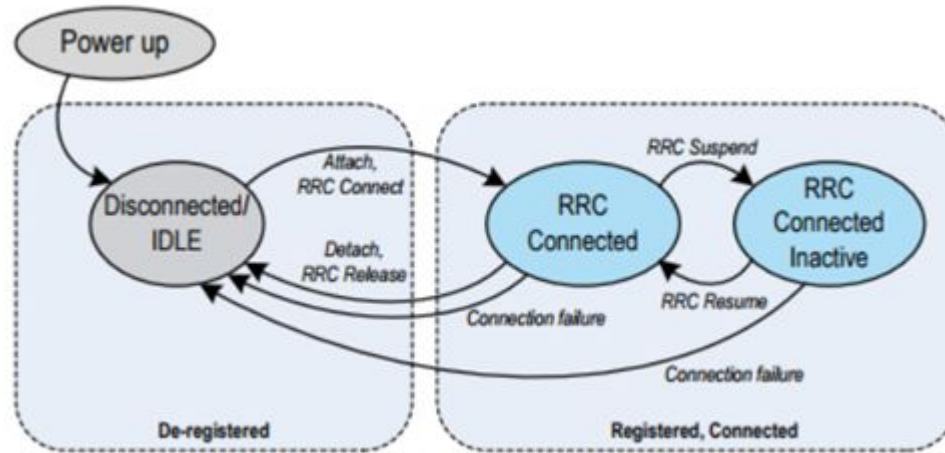 Power up
Attach,
RRC Connect
Disconnected/
IDLE
Detach,
RRC Release
Connection failure
RRC
Connected
RRC Suspend
RRC Resume
RRC
Connected
Inactive
Connection failure
De-registered
Registered, Connected